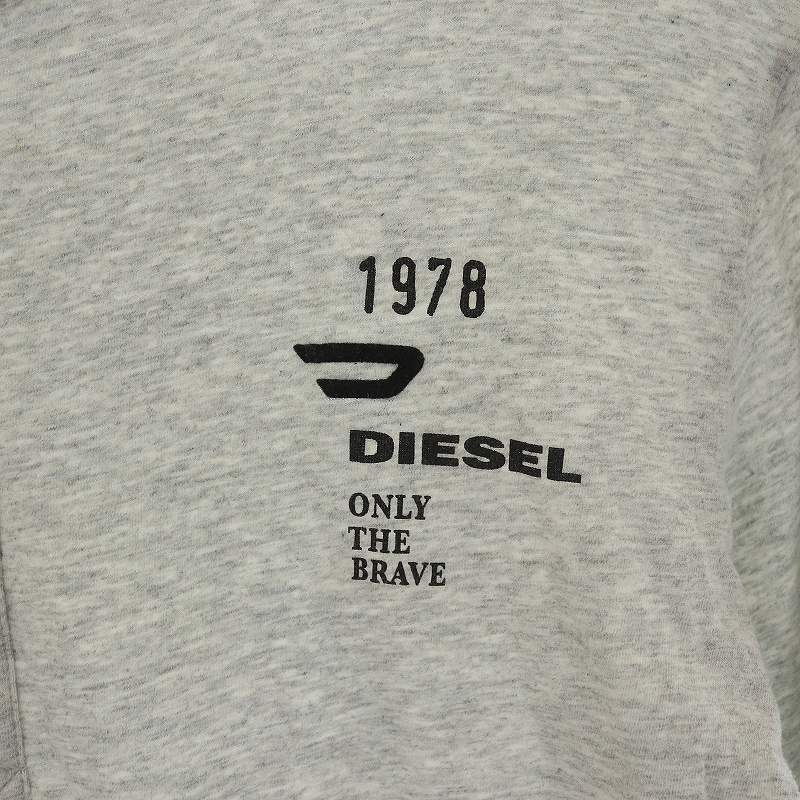 1978
DIESEL
ONLY
THE
BRAVE